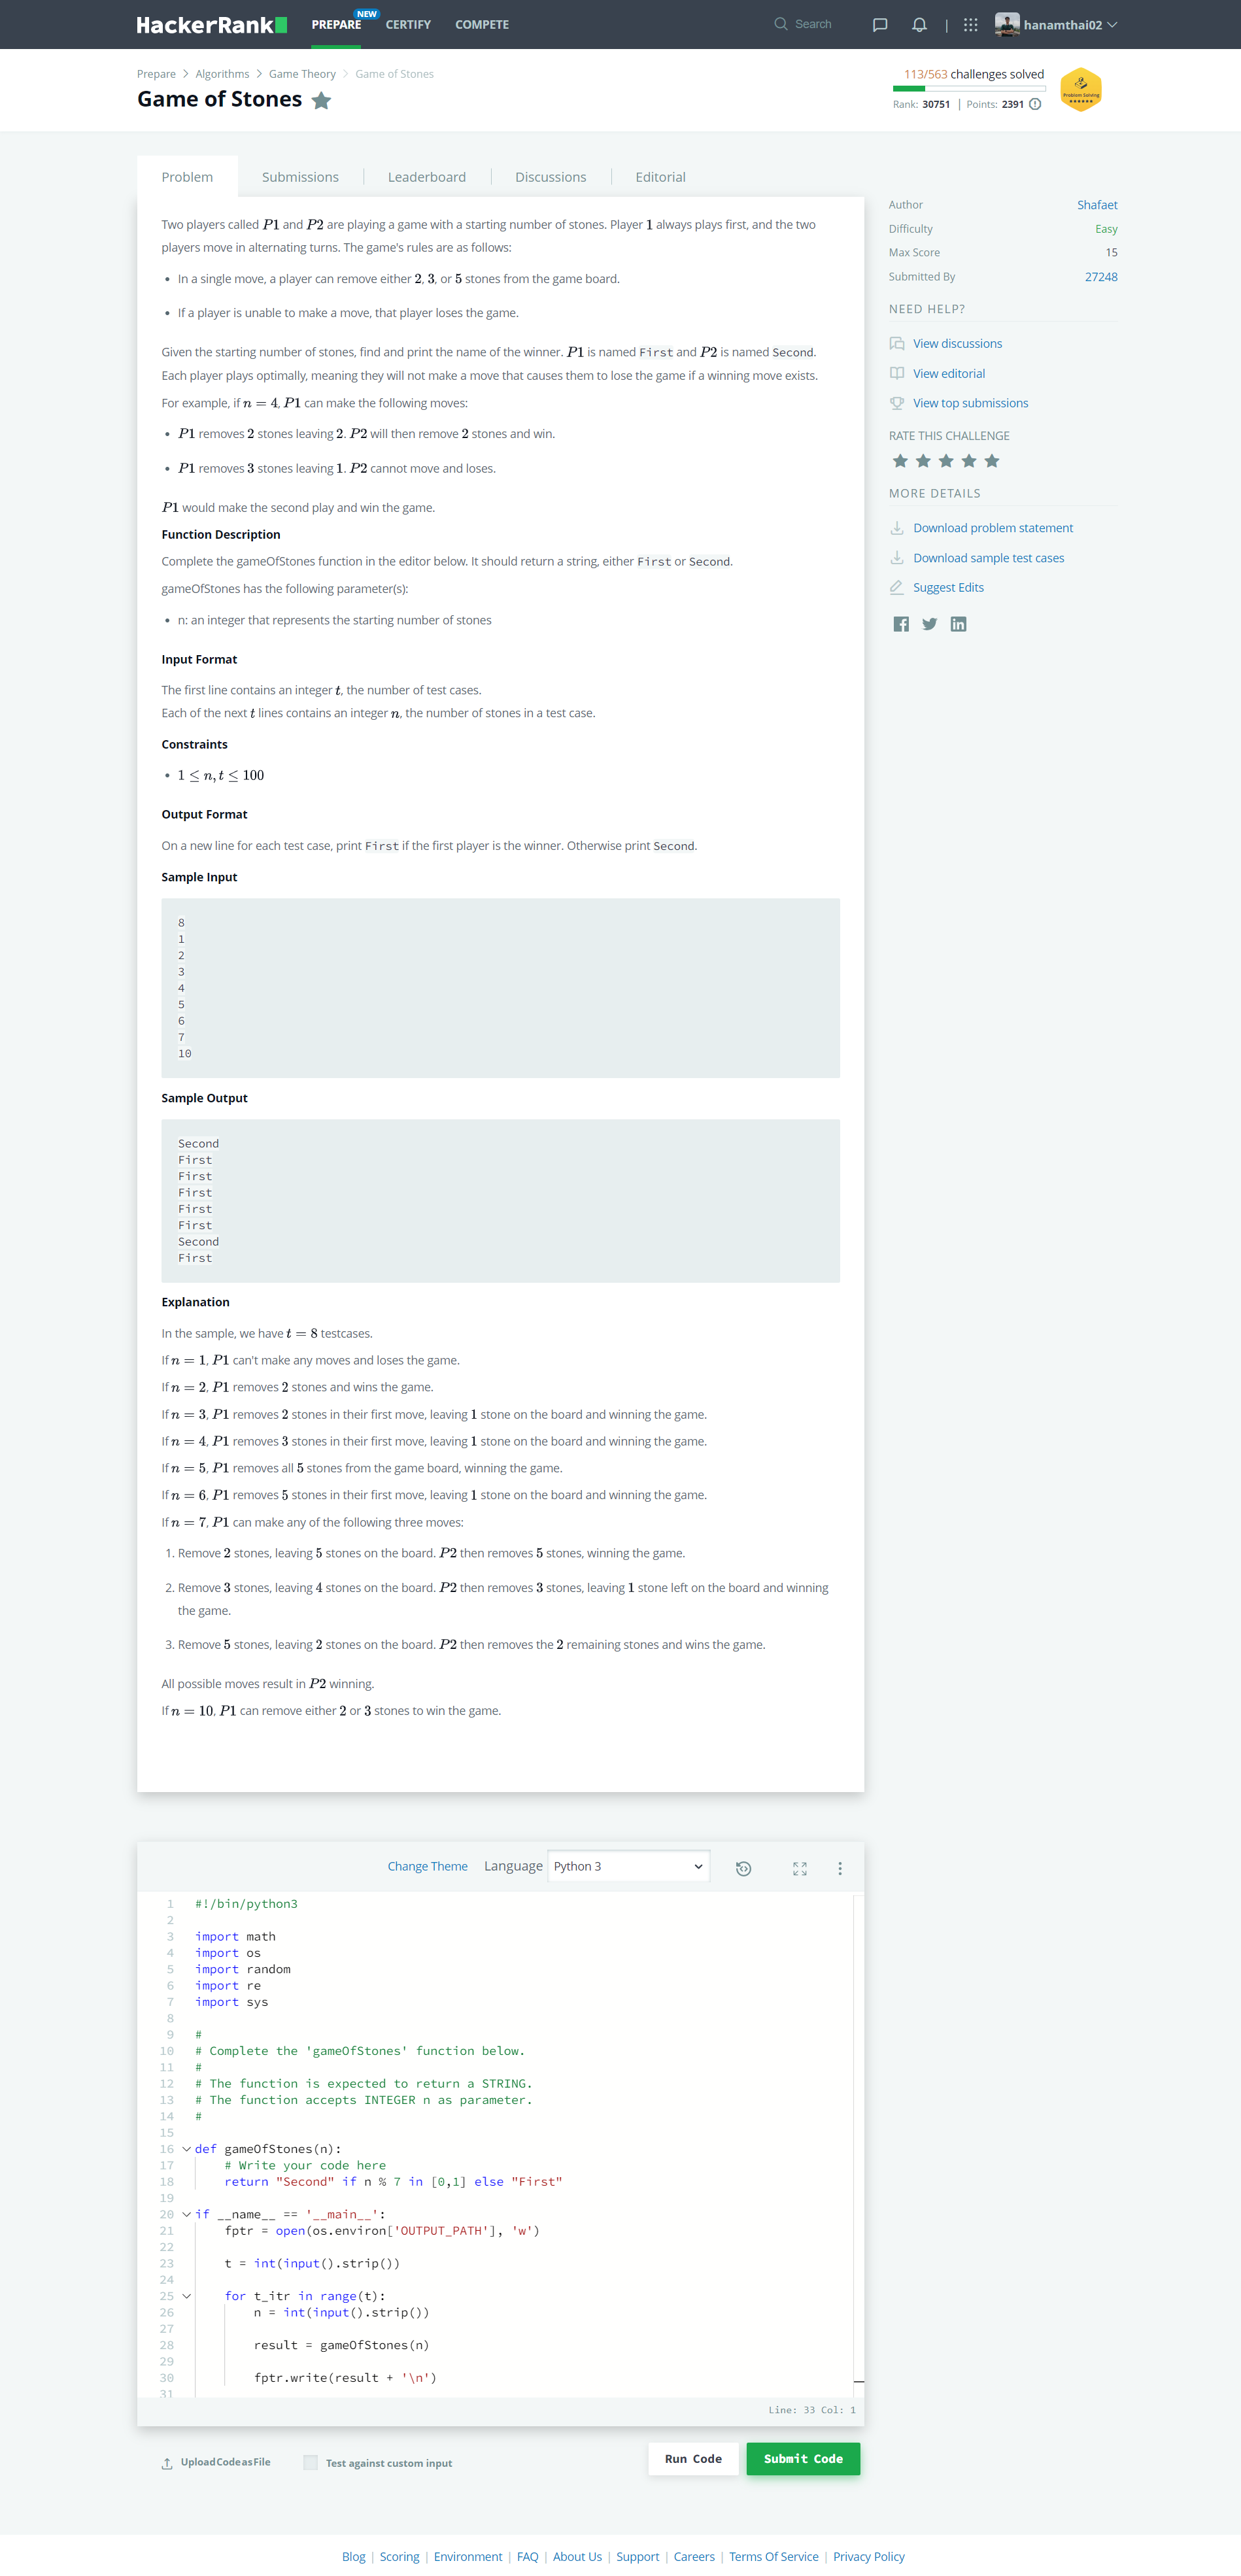 HackerRank
PREPARE
NEW
CERTIFY
COMPETE
Search
hanamthai02
Prepare > Algorithms > Game Theory > Game of Stones
Game of Stones
113/563 challenges solved
Rank: 30751 | Points: 2391
Problem Solving
Problem
Submissions
Leaderboard
Discussions
Editorial
Two players called P1 and P2 are playing a game with a starting number of stones. Player 1 always plays first, and the two
players move in alternating turns. The game's rules are as follows:
• In a single move, a player can remove either 2, 3, or 5 stones from the game board.
• If a player is unable to make a move, that player loses the game.
Given the starting number of stones, find and print the name of the winner. P1 is named First and P2 is named Second.
Each player plays optimally, meaning they will not make a move that causes them to lose the game if a winning move exists.
For example, if n = 4, P1 can make the following moves:
• P1 removes 2 stones leaving 2. P2 will then remove 2 stones and win.
• P1 removes 3 stones leaving 1. P2 cannot move and loses.
P1 would make the second play and win the game.
Function Description
Complete the gameOfStones function in the editor below. It should return a string, either First or Second.
gameOfStones has the following parameter(s):
• n: an integer that represents the starting number of stones
Input Format
The first line contains an integer t, the number of test cases.
Each of the next t lines contains an integer n, the number of stones in a test case.
Constraints
• 1 ≤ n, t ≤ 100
Output Format
On a new line for each test case, print First if the first player is the winner. Otherwise print Second.
Sample Input
8
1
2
3
4
5
6
7
10
Sample Output
Second
First
First
First
First
First
Second
First
Explanation
In the sample, we have t = 8 testcases.
If n = 1, P1 can't make any moves and loses the game.
If n = 2, P1 removes 2 stones and wins the game.
If n = 3, P1 removes 2 stones in their first move, leaving 1 stone on the board and winning the game.
If n = 4, P1 removes 3 stones in their first move, leaving 1 stone on the board and winning the game.
If n = 5, P1 removes all 5 stones from the game board, winning the game.
If n = 6, P1 removes 5 stones in their first move, leaving 1 stone on the board and winning the game.
If n = 7, P1 can make any of the following three moves:
1. Remove 2 stones, leaving 5 stones on the board. P2 then removes 5 stones, winning the game.
2. Remove 3 stones, leaving 4 stones on the board. P2 then removes 3 stones, leaving 1 stone left on the board and winning
the game.
3. Remove 5 stones, leaving 2 stones on the board. P2 then removes the 2 remaining stones and wins the game.
All possible moves result in P2 winning.
If n = 10, P1 can remove either 2 or 3 stones to win the game.
Author Shafaet
Difficulty Easy
Max Score 15
Submitted By 27248
NEED HELP?
View discussions
View editorial
View top submissions
RATE THIS CHALLENGE
MORE DETAILS
Download problem statement
Download sample test cases
Suggest Edits
Change Theme
Language
Python 3
1 #!/bin/python3
2
3 import math
4 import os
5 import random
6 import re
7 import sys
8
9 #
10 # Complete the 'gameOfStones' function below.
11 #
12 # The function is expected to return a STRING.
13 # The function accepts INTEGER n as parameter.
14 #
15
16 def gameOfStones(n):
17     # Write your code here
18     return "Second" if n % 7 in [0,1] else "First"
19
20 if __name__ == '__main__':
21     fptr = open(os.environ['OUTPUT_PATH'], 'w')
22
23     t = int(input().strip())
24
25     for t_itr in range(t):
26         n = int(input().strip())
27
28         result = gameOfStones(n)
29
30         fptr.write(result + '\n')
31
Line: 33 Col: 1
Upload Code as File
Test against custom input
Run Code
Submit Code
Blog | Scoring | Environment | FAQ | About Us | Support | Careers | Terms Of Service | Privacy Policy